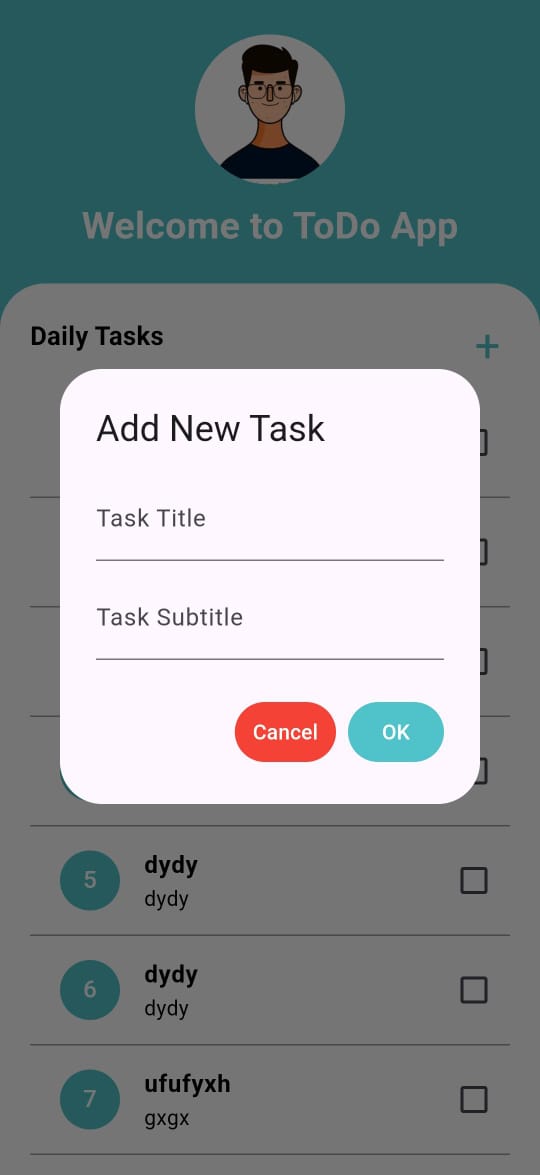 Welcome to ToDo App
Daily Tasks
+
Add New Task
Task Title
Task Subtitle
Cancel OK
5
dydy
dydy
6
dydy
dydy
7
ufufyxh
gxgx